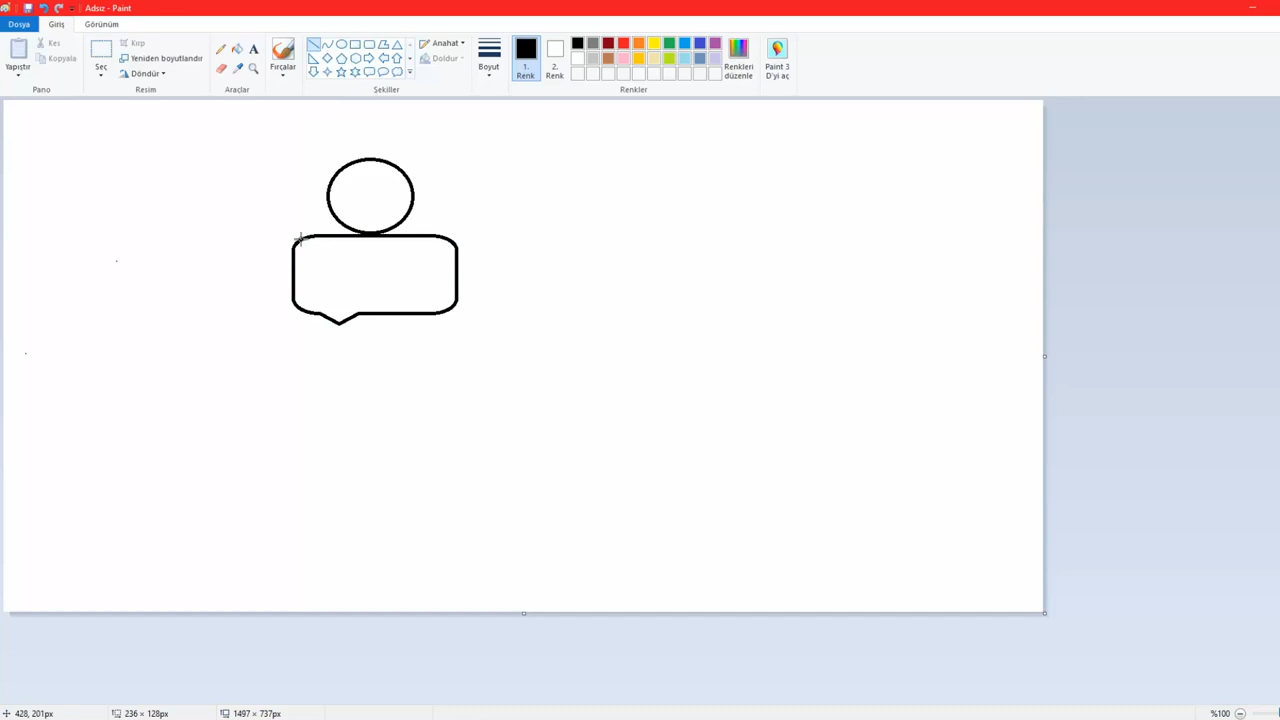 Adsız - Paint
Dosya Giriş Görünüm
Yapıştır
Kes
Kopyala
Pano
Seç
Kırp
Yeniden boyutlandır
Döndür
Resim
A
Araçlar
Fırçalar
Anahat
Doldur
Şekiller
Boyut
1.
Renk
2.
Renk
Renkleri
düzenle
Renkler
Paint 3
D'yi aç
428, 201px 236 × 128px 1497 × 737px %100